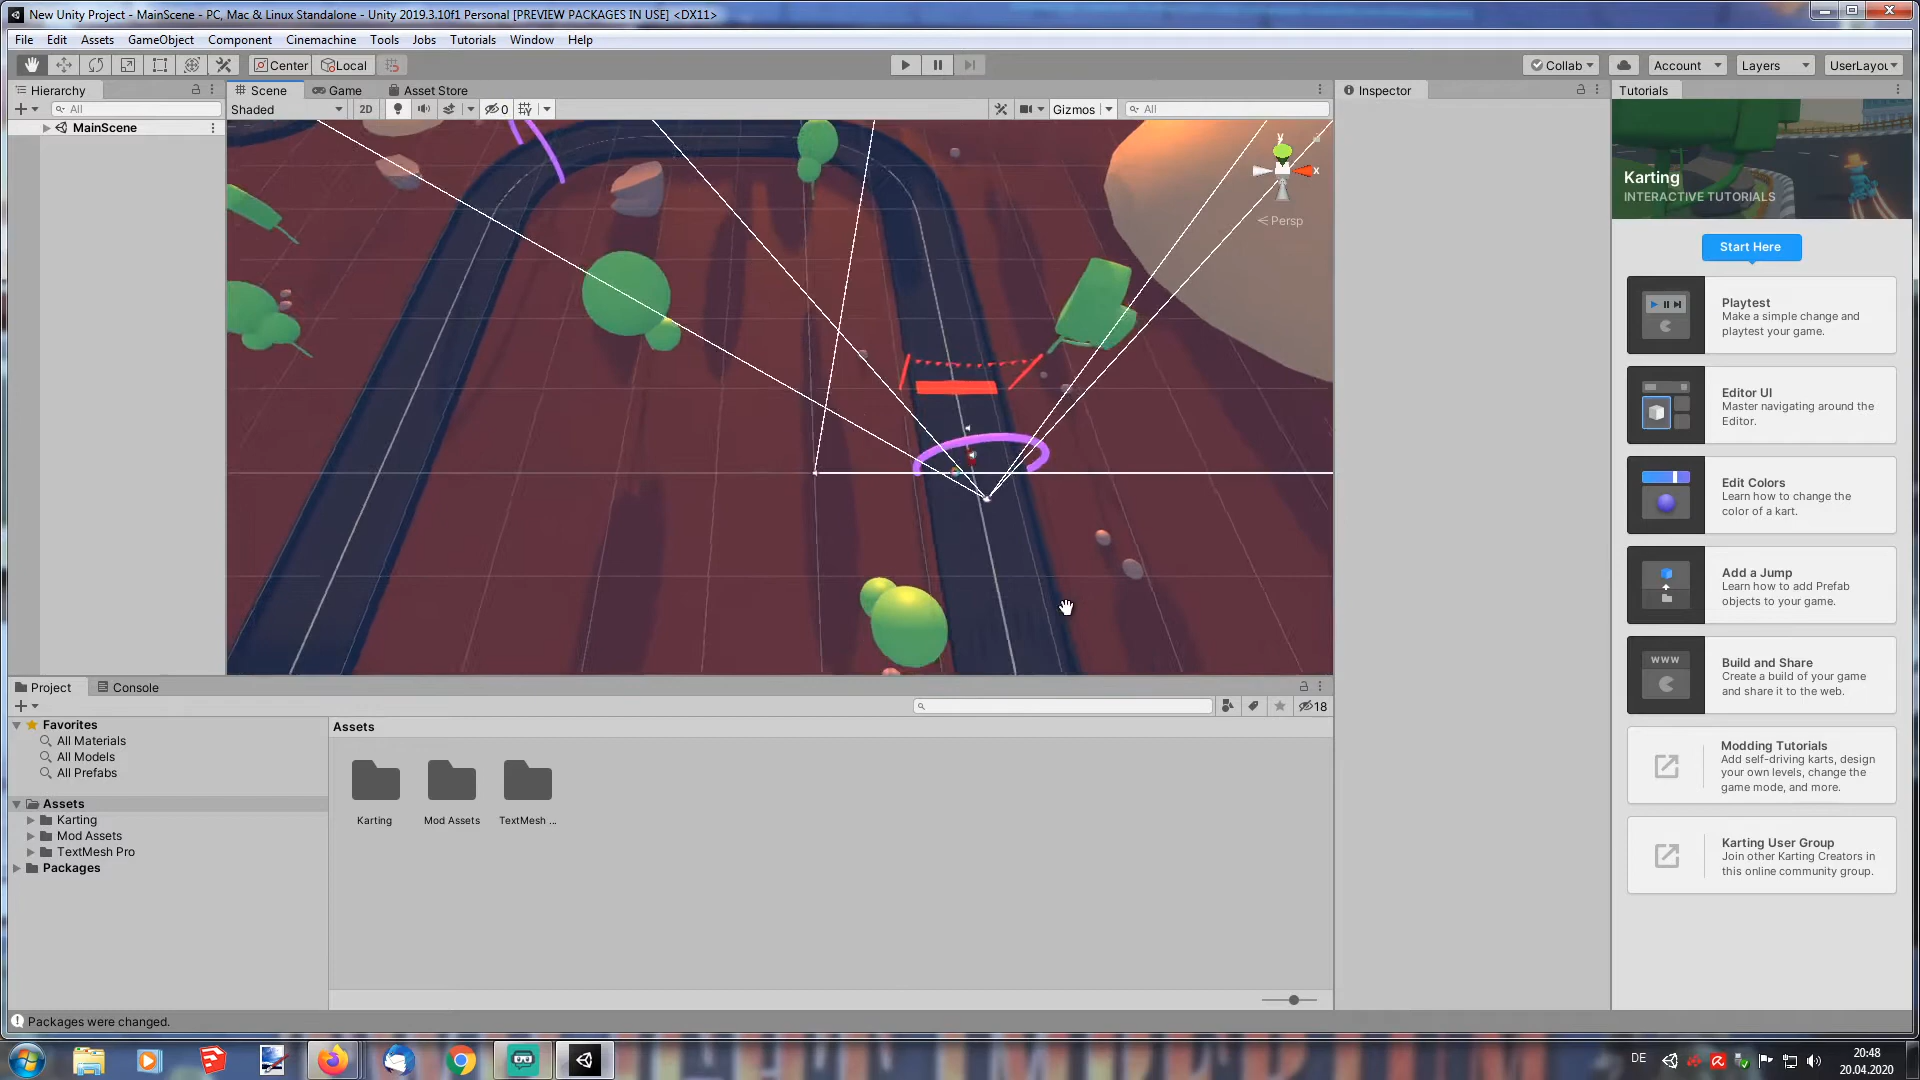 New Unity Project - MainScene - PC, Mac & Linux Standalone - Unity 2019.3.10f1 Personal [PREVIEW PACKAGES IN USE] <DX11>
File Edit Assets GameObject Component Cinemachine Tools Jobs Tutorials Window Help
Center Local
Collab Account Layers UserLayou
Hierarchy
All
MainScene
Scene Game Asset Store
Shaded 2D 0 Gizmos All
y
x
Persp
Inspector
Tutorials
Karting
INTERACTIVE TUTORIALS
Start Here
Playtest
Make a simple change and
playtest your game.
Editor UI
Master navigating around the
Editor.
Edit Colors
Learn how to change the
color of a kart.
Add a Jump
Learn how to add Prefab
objects to your game.
WWW
Build and Share
Create a build of your game
and share it to the web.
Modding Tutorials
Add self-driving karts, design
your own levels, change the
game mode, and more.
Karting User Group
Join other Karting Creators in
this online community group.
Project Console
18
Favorites
All Materials
All Models
All Prefabs
Assets
Karting
Mod Assets
TextMesh Pro
Packages
Assets
Karting Mod Assets TextMesh ...
Packages were changed.
DE
20:48
20.04.2020